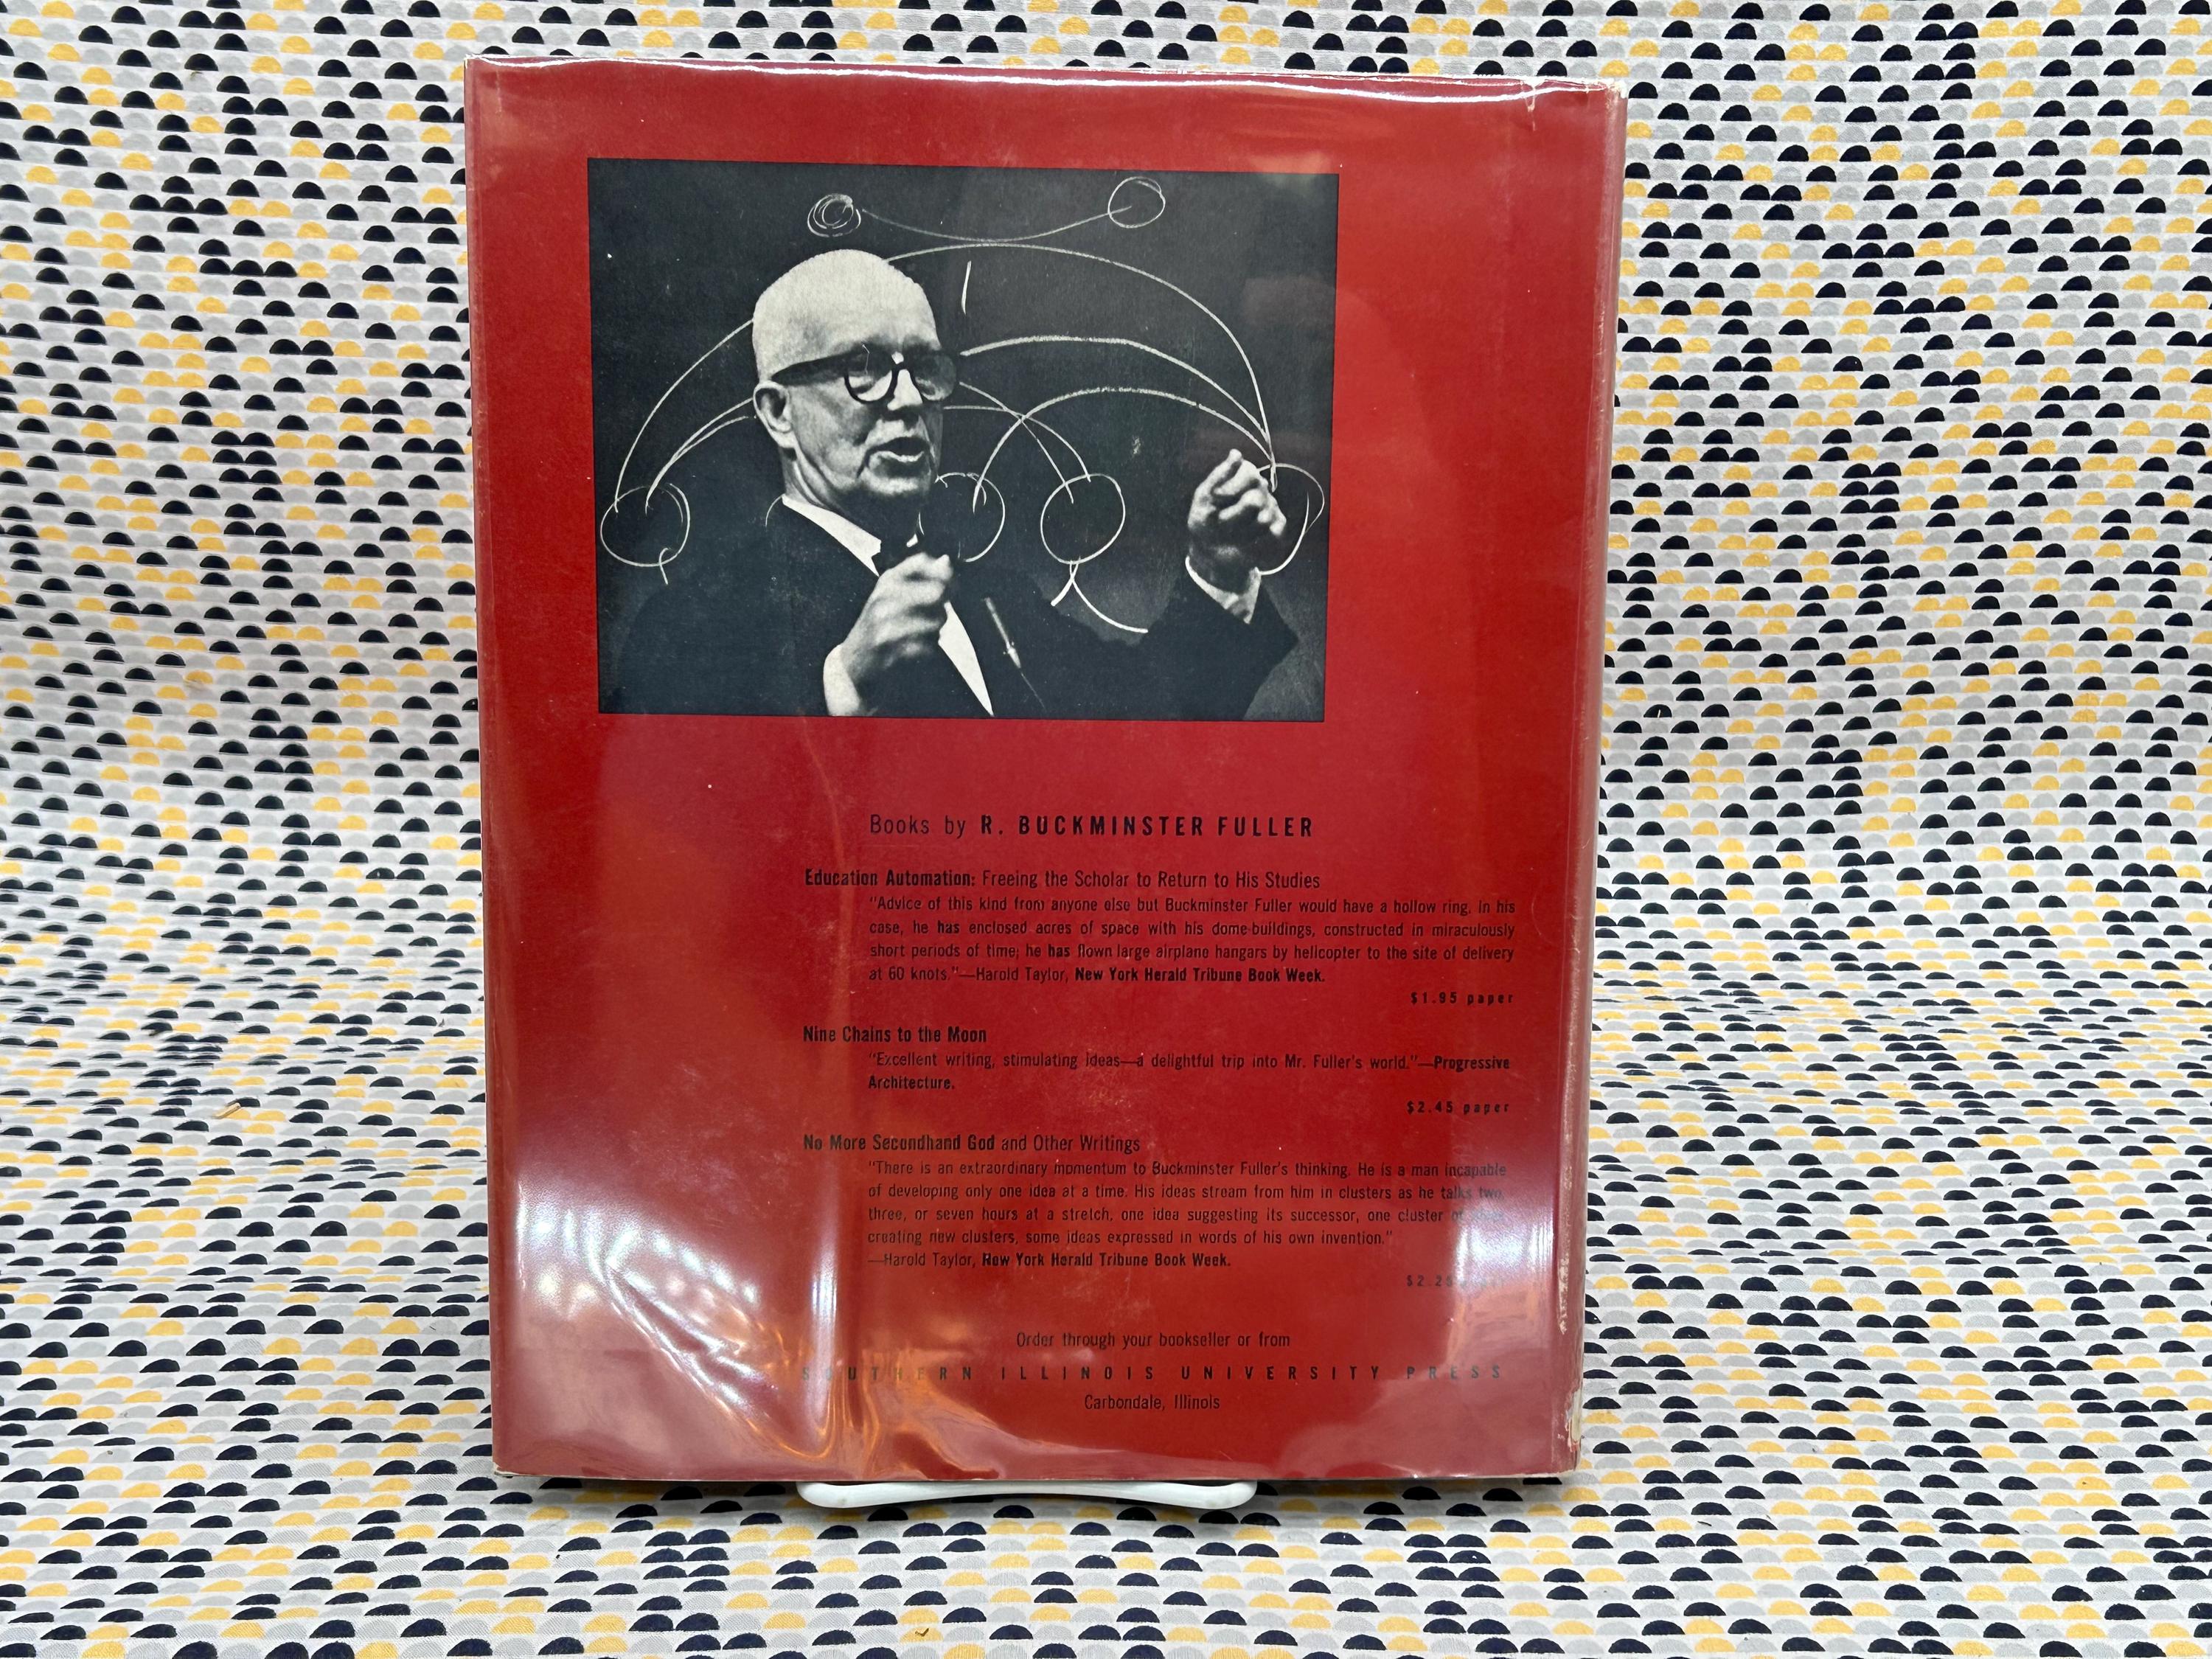 Books by R. BUCKMINSTER FULLER
Education Automation: Freeing the Scholar to Return to His Studies
"Advice of this kind from anyone else but Buckminster Fuller would have a hollow ring. In his
case, he has enclosed acres of space with his dome-buildings, constructed in miraculously
short periods of time; he has flown large airplane hangars by helicopter to the site of delivery
at 60 knots."—Harold Taylor, New York Herald Tribune Book Week.
$1.95 paper
Nine Chains to the Moon
"Excellent writing, stimulating ideas—a delightful trip into Mr. Fuller's world."—Progressive
Architecture.
$2.45 paper
No More Secondhand God and Other Writings
"There is an extraordinary momentum to Buckminster Fuller's thinking. He is a man incapable
of developing only one idea at a time. His ideas stream from him in clusters as he talks two,
three, or seven hours at a stretch, one idea suggesting its successor, one cluster of
creating new clusters, some ideas expressed in words of his own invention."
—Harold Taylor, New York Herald Tribune Book Week.
Order through your bookseller or from
SOUTHERN ILLINOIS UNIVERSITY PRESS
Carbondale, Illinois